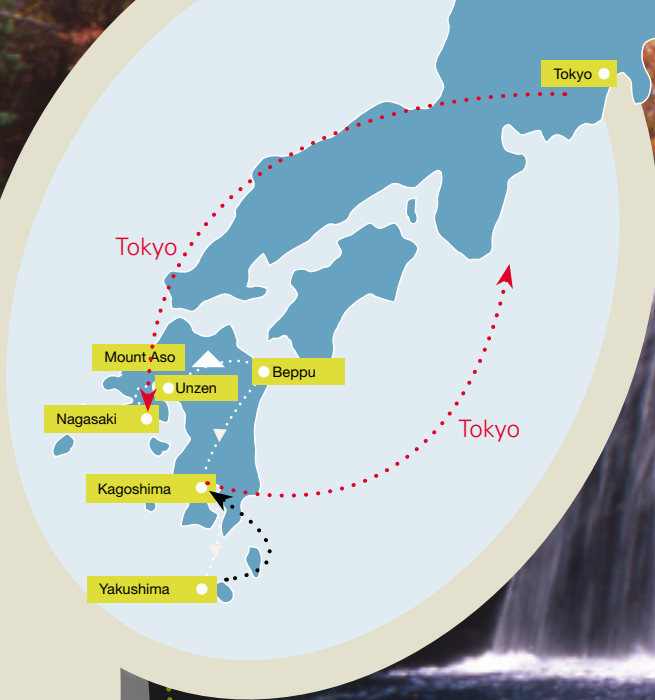 Tokyo
Tokyo
Mount Aso
Beppu
Unzen
Nagasaki
Tokyo
Kagoshima
Yakushima